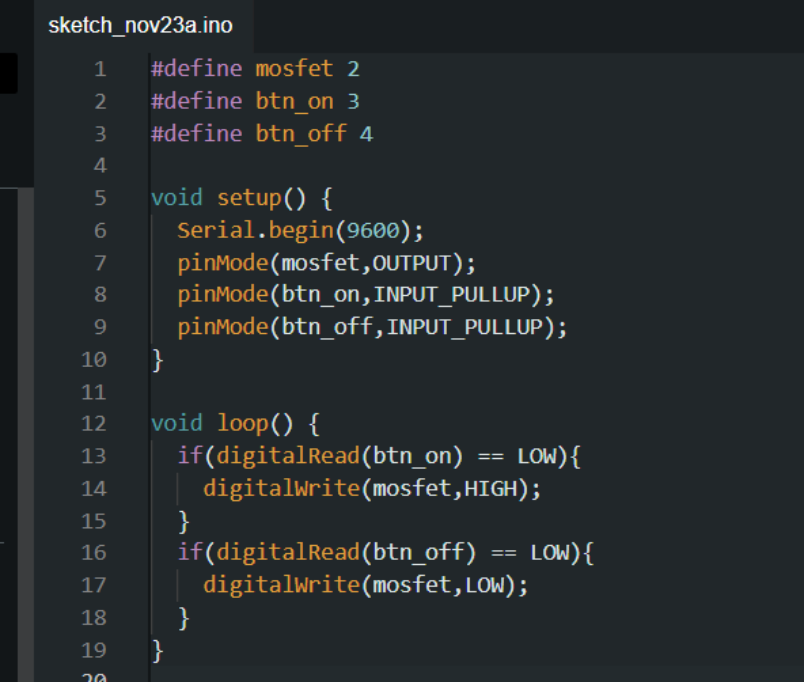 sketch_nov23a.ino
1 #define mosfet 2
2 #define btn_on 3
3 #define btn_off 4
4
5 void setup() {
6 Serial.begin(9600);
7 pinMode(mosfet,OUTPUT);
8 pinMode(btn_on,INPUT_PULLUP);
9 pinMode(btn_off,INPUT_PULLUP);
10 }
11
12 void loop() {
13 if(digitalRead(btn_on) == LOW){
14 digitalWrite(mosfet,HIGH);
15 }
16 if(digitalRead(btn_off) == LOW){
17 digitalWrite(mosfet,LOW);
18 }
19 }
20